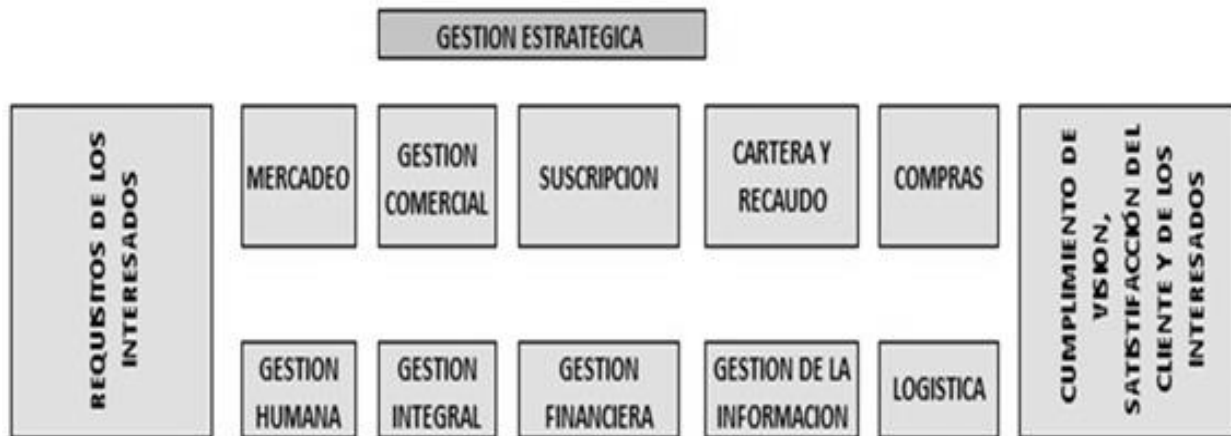 GESTION ESTRATEGICA
REQUISITOS DE LOS
INTERESADOS
MERCADEO
GESTION
COMERCIAL
SUSCRIPCION
CARTERA Y
RECAUDO
COMPRAS
GESTION
HUMANA
GESTION
INTEGRAL
GESTION
FINANCIERA
GESTION DE LA
INFORMACION
LOGISTICA
CUMPLIMIENTO DE
VISION,
SATISTIFACCIÓN DEL
CLIENTE Y DE LOS
INTERESADOS